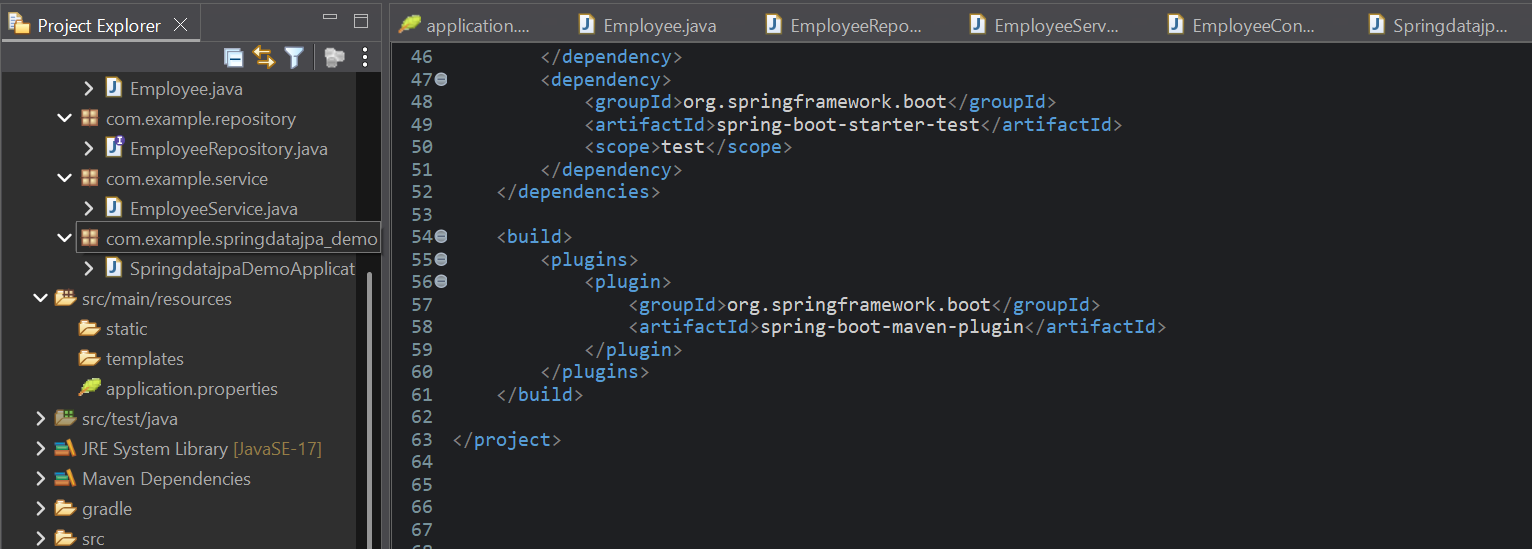 Project Explorer
Employee.java
com.example.repository
EmployeeRepository.java
com.example.service
EmployeeService.java
com.example.springdatajpa_demo
SpringdatajpaDemoApplicat
src/main/resources
static
templates
application.properties
src/test/java
JRE System Library [JavaSE-17]
Maven Dependencies
gradle
src
application....
Employee.java
EmployeeRepo...
EmployeeServ...
EmployeeCon...
Springdatajp...
46 </dependency>
47 <dependency>
48 <groupId>org.springframework.boot</groupId>
49 <artifactId>spring-boot-starter-test</artifactId>
50 <scope>test</scope>
51 </dependency>
52 </dependencies>
53
54 <build>
55 <plugins>
56 <plugin>
57 <groupId>org.springframework.boot</groupId>
58 <artifactId>spring-boot-maven-plugin</artifactId>
59 </plugin>
60 </plugins>
61 </build>
62
63 </project>
64
65
66
67